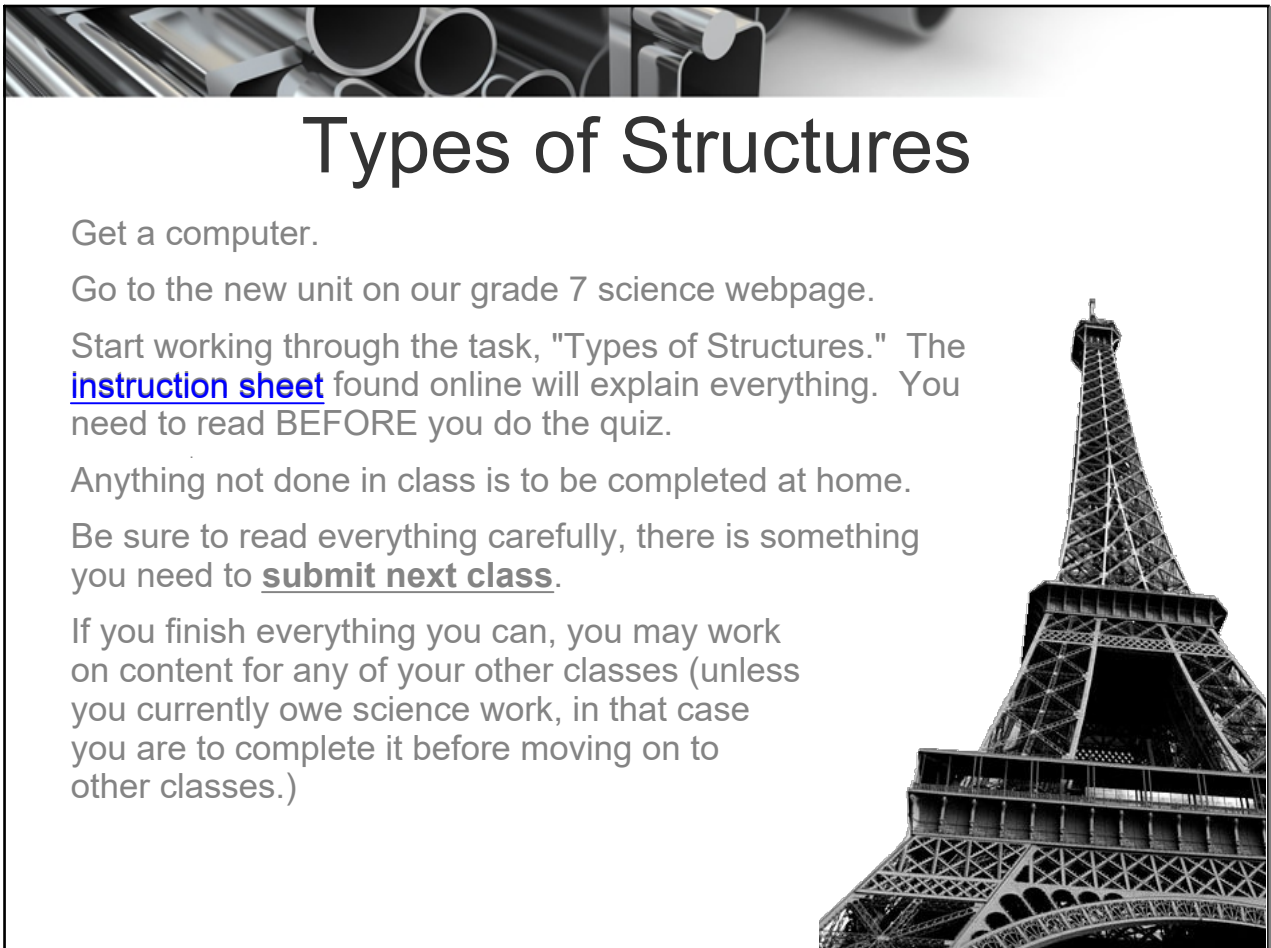 Types of Structures
Get a computer.
Go to the new unit on our grade 7 science webpage.
Start working through the task, "Types of Structures."  The
instruction sheet found online will explain everything.  You
need to read BEFORE you do the quiz.
Anything not done in class is to be completed at home.
Be sure to read everything carefully, there is something
you need to submit next class.
If you finish everything you can, you may work
on content for any of your other classes (unless
you currently owe science work, in that case
you are to complete it before moving on to
other classes.)